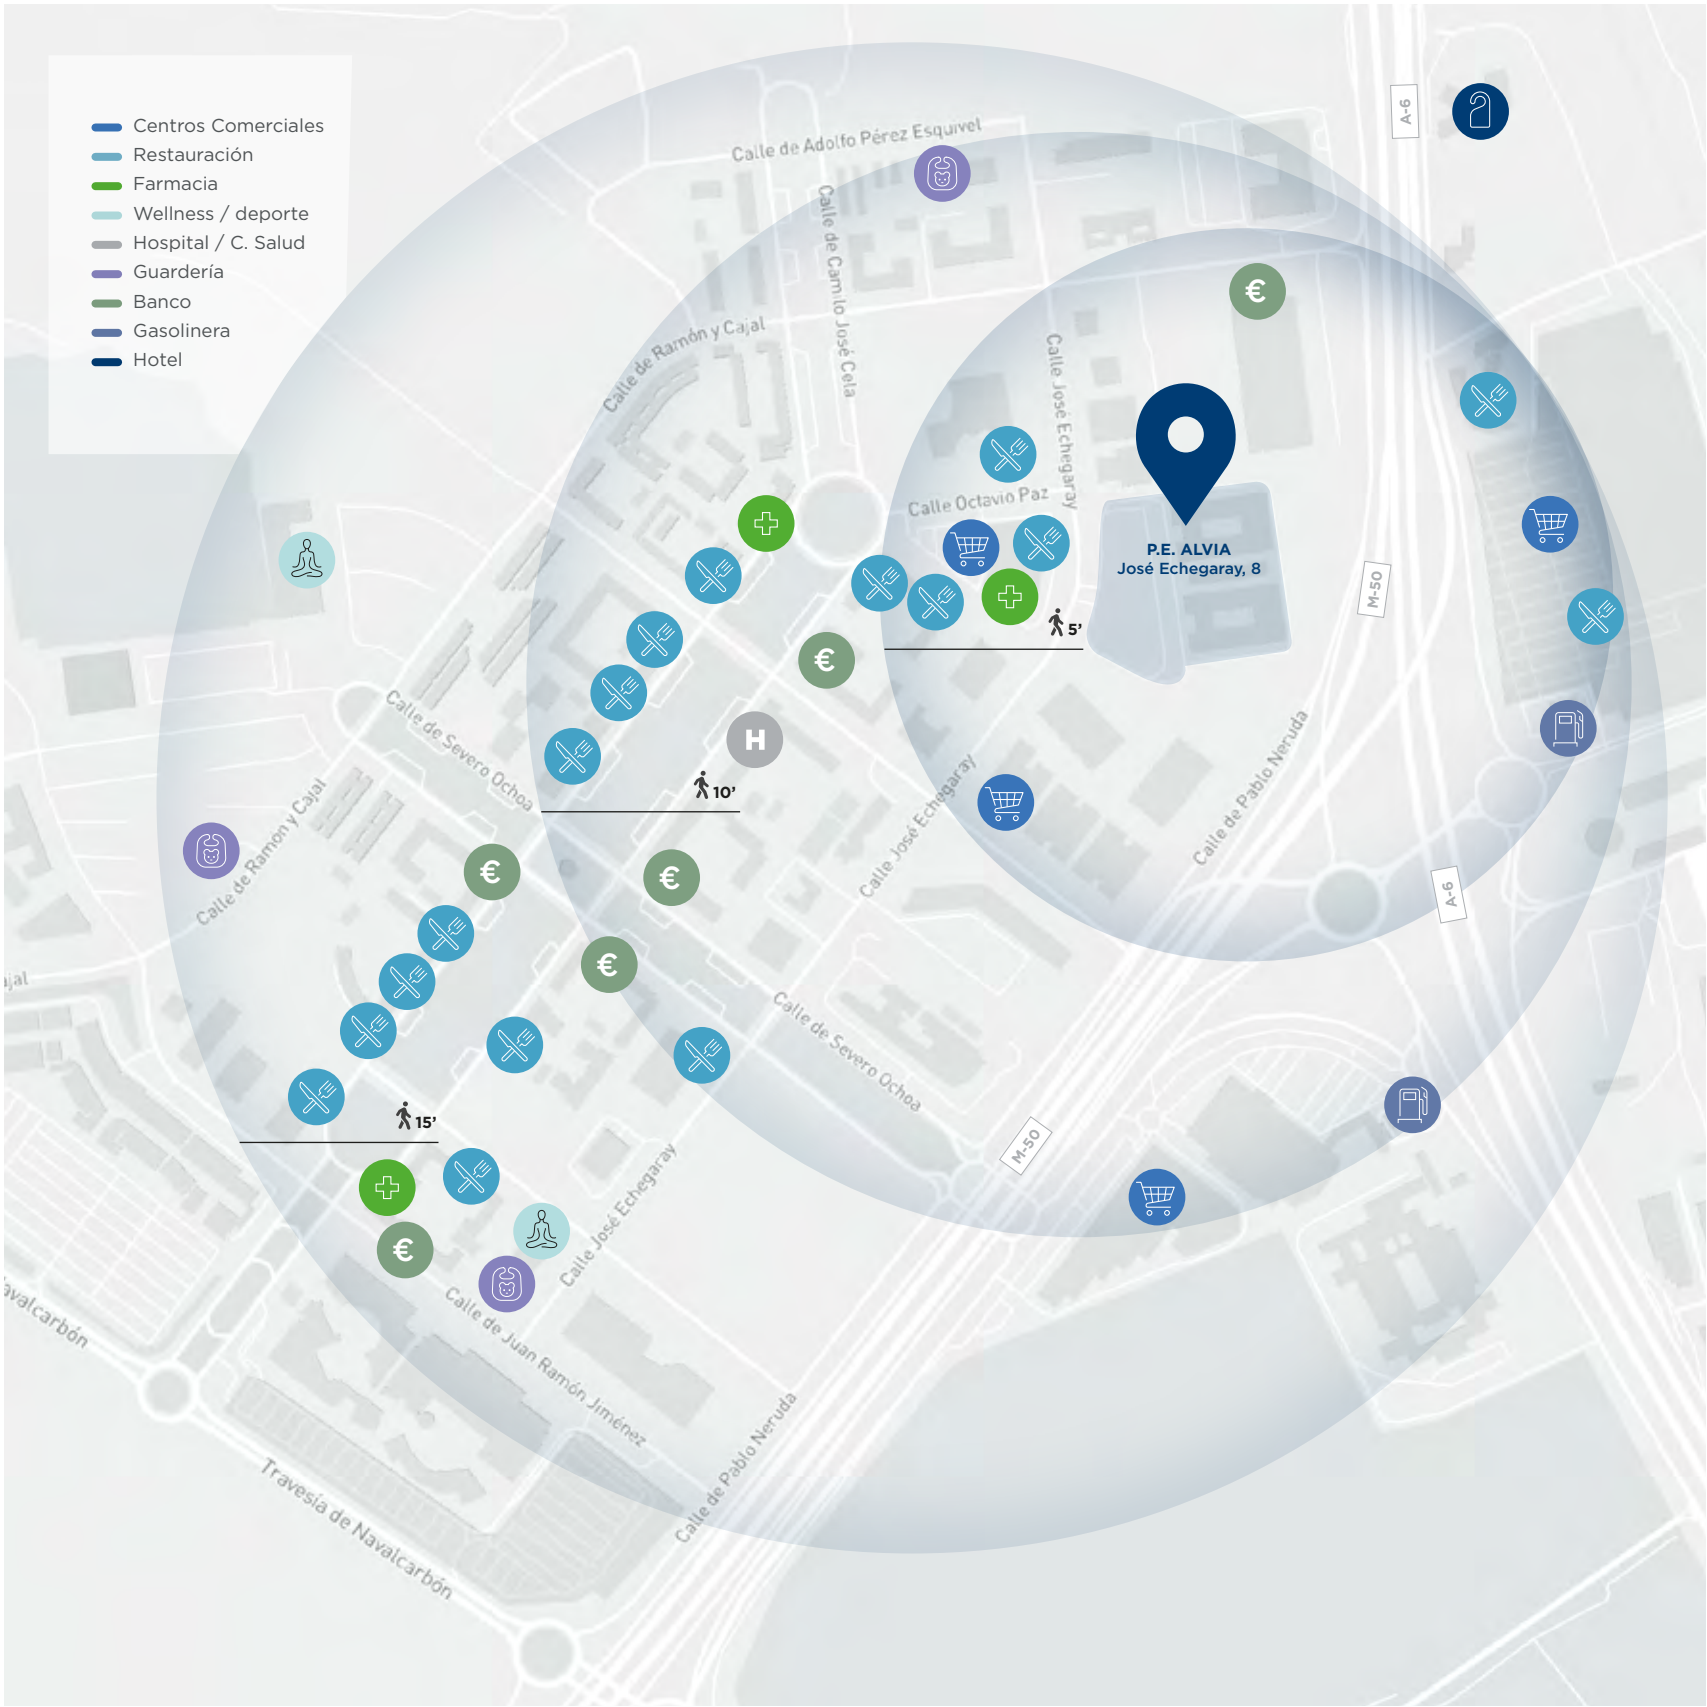 Centros Comerciales
Restauración
Farmacia
Wellness / deporte
Hospital / C. Salud
Guardería
Banco
Gasolinera
Hotel
A-6
Calle de Adolfo Pérez Esquivel
Calle de Camilo José Cela
€
Calle de Ramón y Cajal
Calle José Echegaray
Calle Octavio Paz
P.E. ALVIA
José Echegaray, 8
M-50
5’
€
Calle de Severo Ochoa
H
10’
Calle José Echegaray
Calle de Pablo Neruda
Calle de Ramón y Cajal
€
€
A-6
€
ajal
Calle de Severo Ochoa
15’
M-50
€
Calle José Echegaray
avalcarbón
Calle de Juan Ramón Jiménez
Calle de Pablo Neruda
Travesía de Navalcarbón